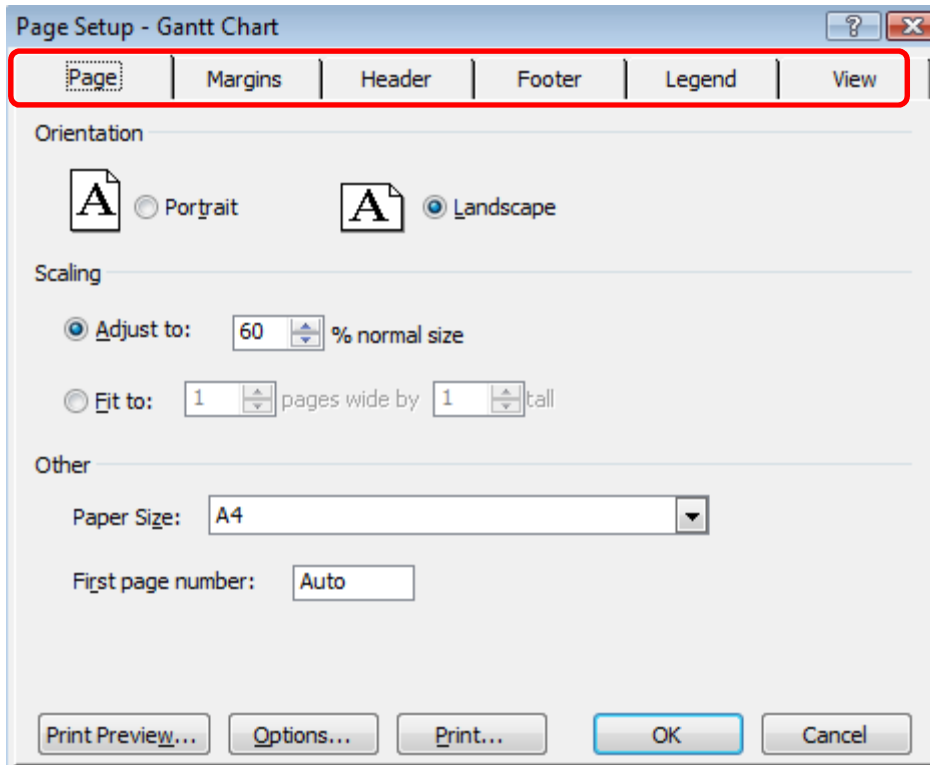 Page Setup - Gantt Chart
?
Page Margins Header Footer Legend View
Orientation
A Portrait A Landscape
Scaling
Adjust to: 60 % normal size
Fit to: 1 pages wide by 1 tall
Other
Paper Size: A4
First page number: Auto
Print Preview... Options... Print... OK Cancel